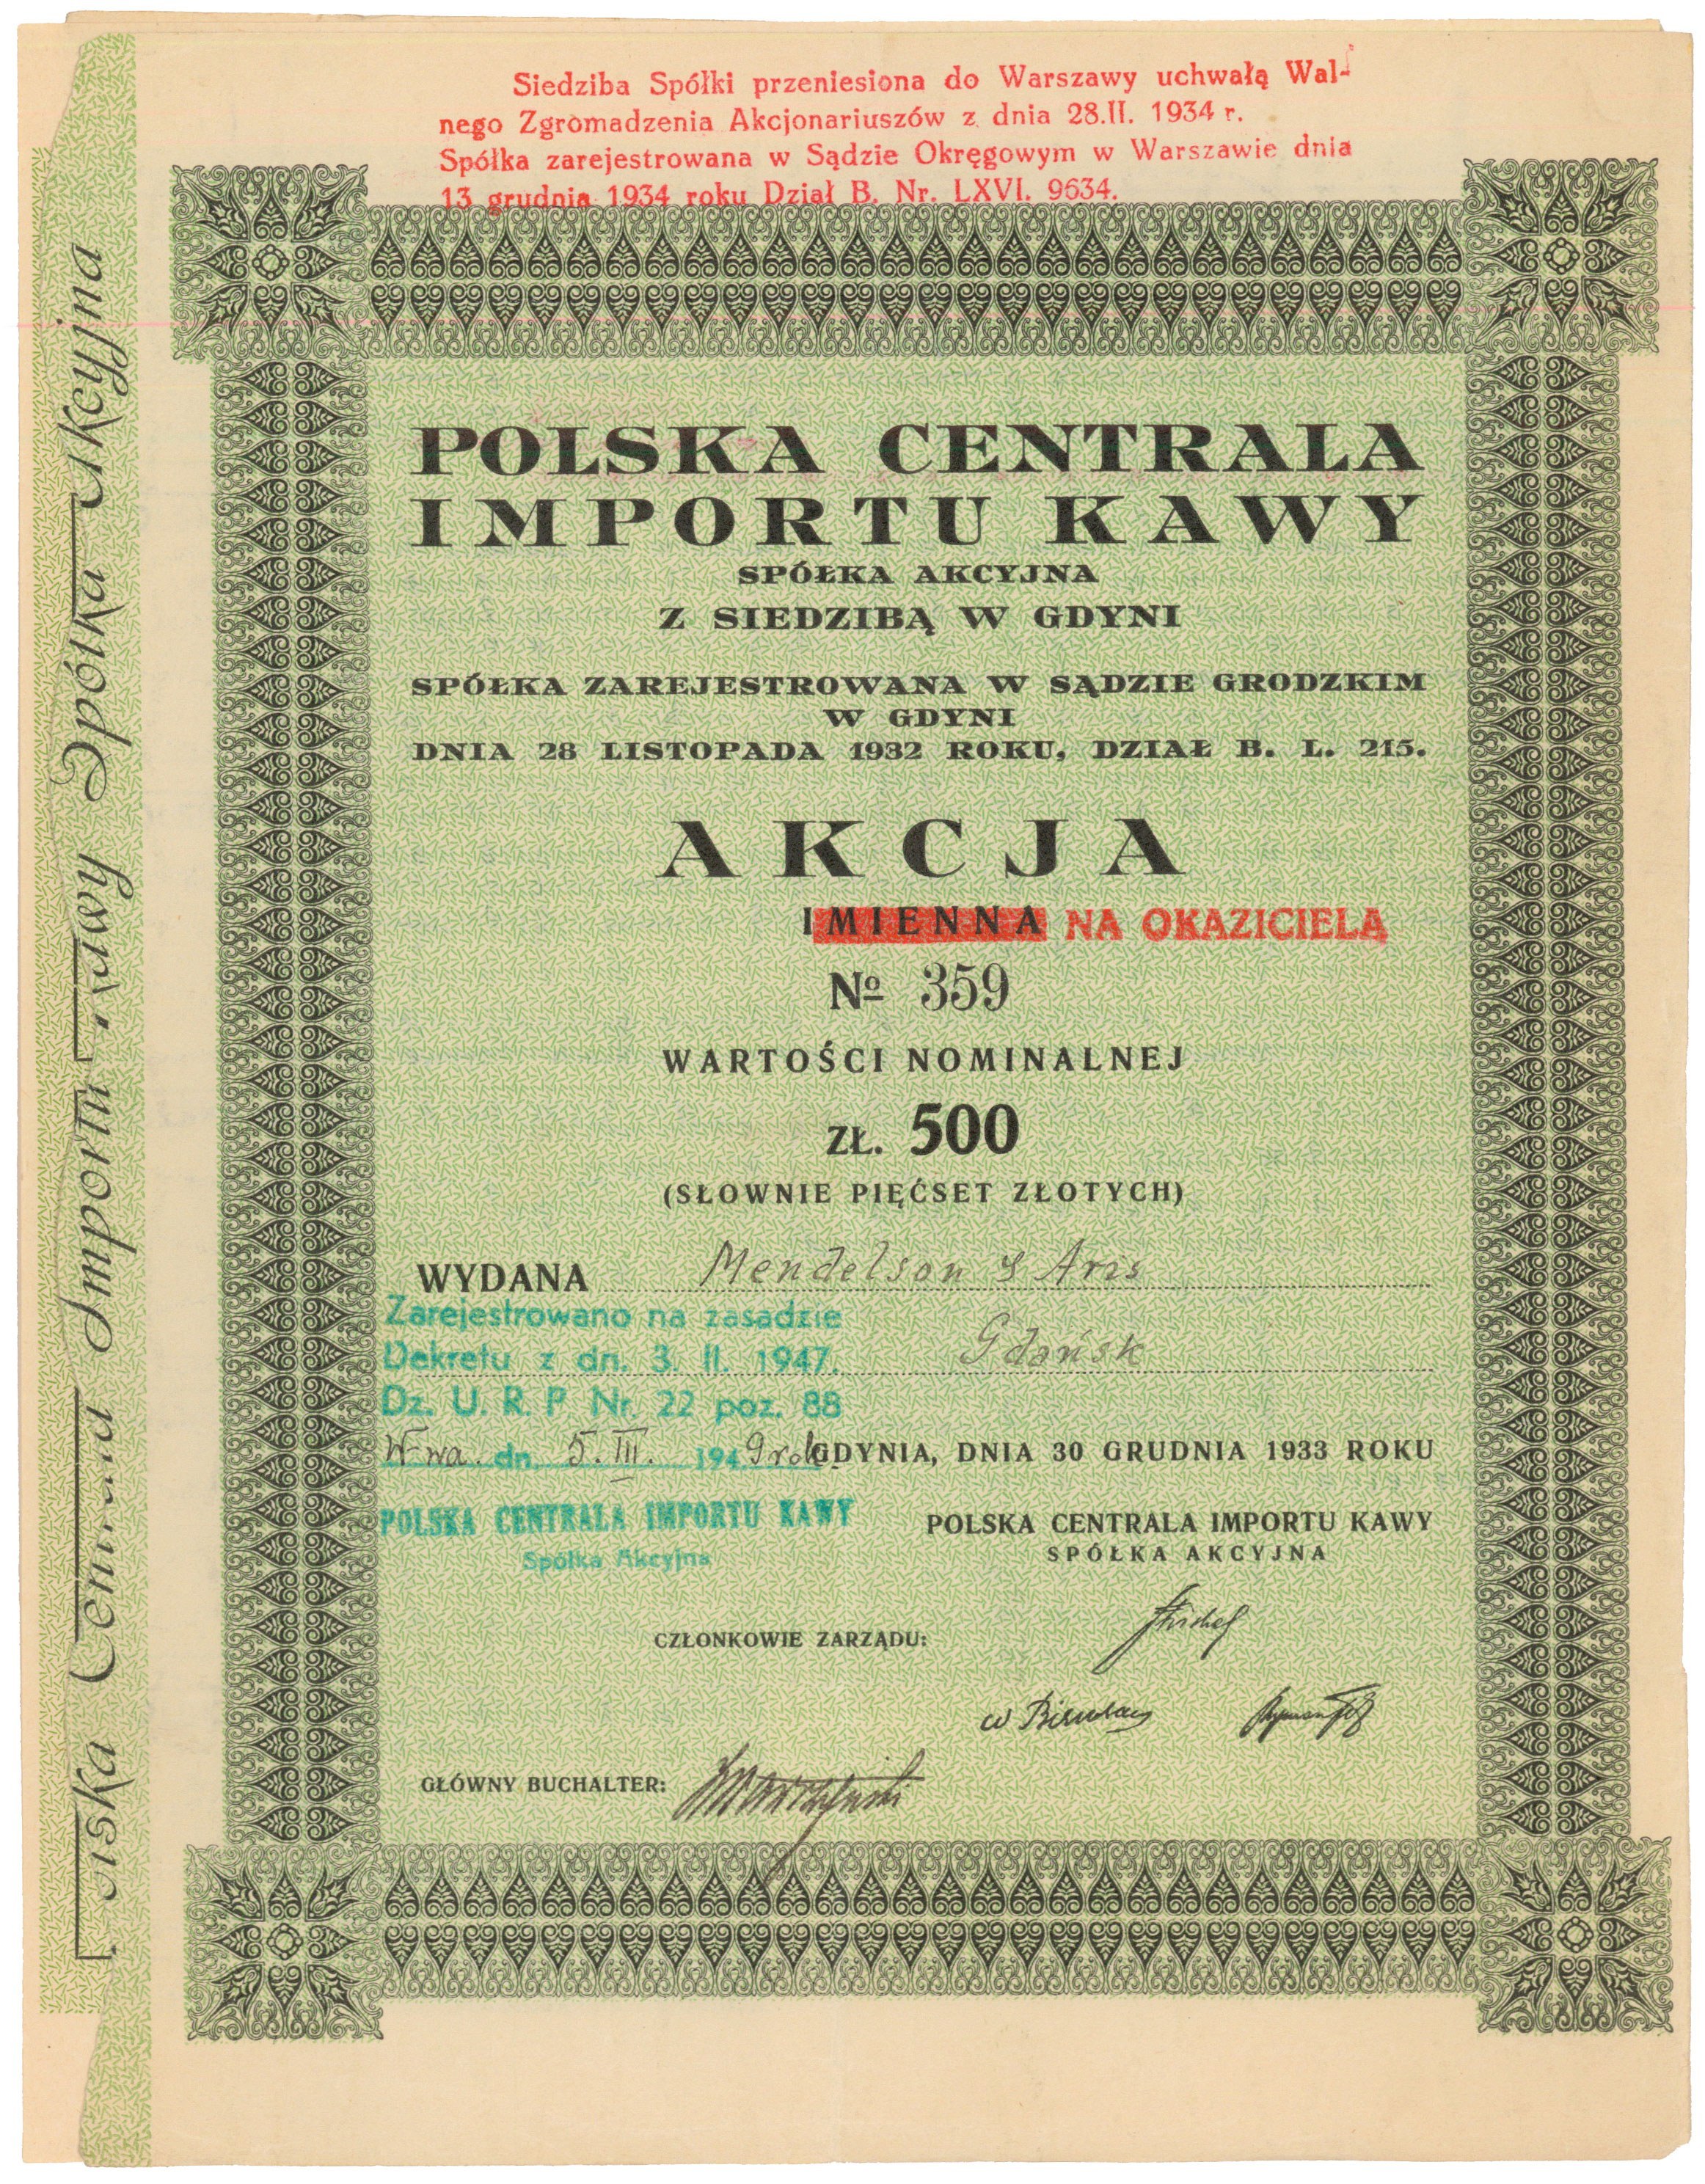 Siedziba Spółki przeniesiona do Warszawy uchwałą Wal-
nego Zgromadzenia Akcjonariuszów z dnia 28.II. 1934 r.
Spółka zarejestrowana w Sądzie Okręgowym w Warszawie dnia
13 grudnia 1934 roku Dział B. Nr. LXVI. 9634.
POLSKA CENTRALA
IMPORTU KAWY
SPÓŁKA AKCYJNA
Z SIEDZIBĄ W GDYNI
SPÓŁKA ZAREJESTROWANA W SĄDZIE GRODZKIM
W GDYNI
DNIA 28 LISTOPADA 1932 ROKU, DZIAŁ B. L. 215.
AKCJA
IMIENNA NA OKAZICIELA
Nº 359
WARTOŚCI NOMINALNEJ
ZŁ. 500
(SŁOWNIE PIĘĆSET ZŁOTYCH)
WYDANA Mendelson & Aris
Gdańsk
Zarejestrowano na zasadzie
Dekretu z dn. 3. II. 1947.
Dz. U. R. P Nr. 22 poz. 88
W-wa. dn. 5. III. 1949 rok.
GDYNIA, DNIA 30 GRUDNIA 1933 ROKU
POLSKA CENTRALA IMPORTU KAWY
Spółka Akcyjna
POLSKA CENTRALA IMPORTU KAWY
SPÓŁKA AKCYJNA
CZŁONKOWIE ZARZĄDU:
GŁÓWNY BUCHALTER:
Polska Centrala Importu Kawy Spółka Akcyjna